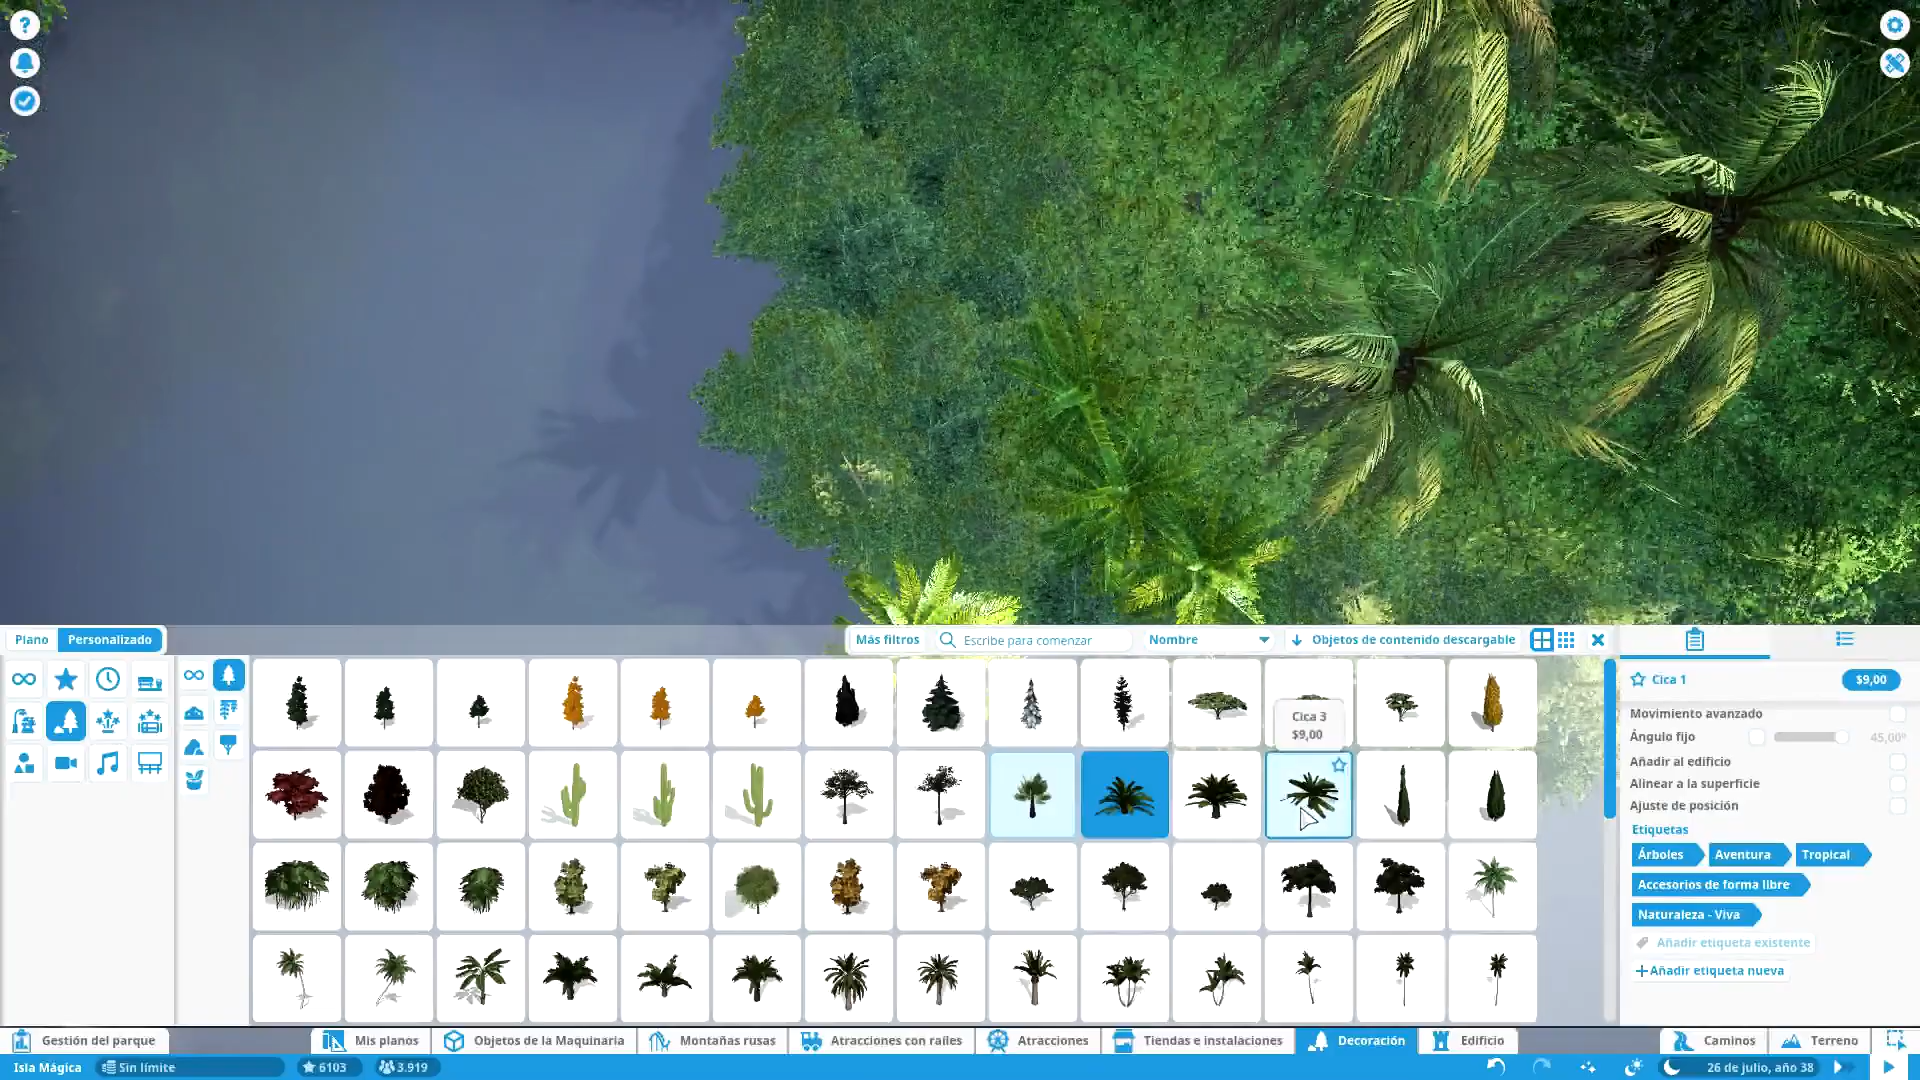 Plano Personalizado
Más filtros Escribe para comenzar Nombre Objetos de contenido descargable
Cica 1 $9,00
Movimiento avanzado
Ángulo fijo 45,00º
Añadir al edificio
Alinear a la superficie
Ajuste de posición
Etiquetas
Árboles Aventura Tropical
Accesorios de forma libre
Naturaleza - Viva
Añadir etiqueta existente
+Añadir etiqueta nueva
Cica 3
$9,00
Gestión del parque Mis planos Objetos de la Maquinaria Montañas rusas Atracciones con raíles Atracciones Tiendas e instalaciones Decoración Edificio Caminos Terreno
Isla Mágica Sin límite 6103 3.919 26 de julio, año 38